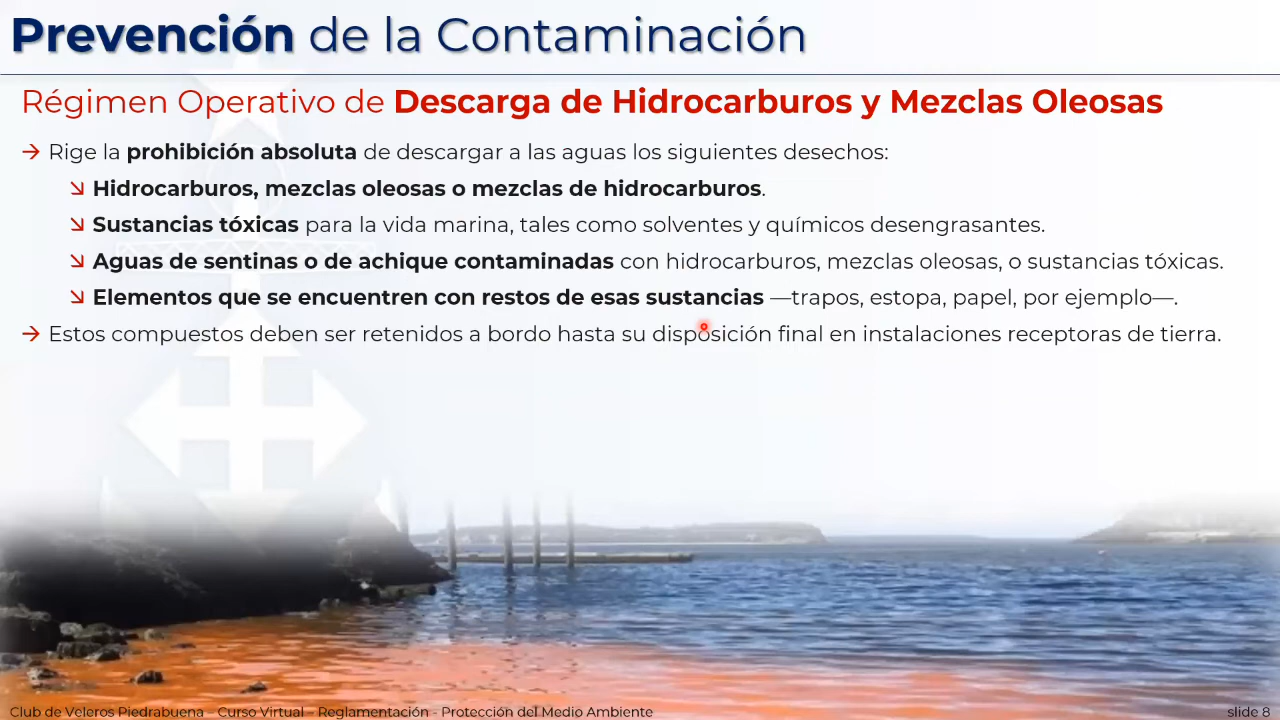 Prevención de la Contaminación
Régimen Operativo de Descarga de Hidrocarburos y Mezclas Oleosas
→ Rige la prohibición absoluta de descargar a las aguas los siguientes desechos:
↘ Hidrocarburos, mezclas oleosas o mezclas de hidrocarburos.
↘ Sustancias tóxicas para la vida marina, tales como solventes y químicos desengrasantes.
↘ Aguas de sentinas o de achique contaminadas con hidrocarburos, mezclas oleosas, o sustancias tóxicas.
↘ Elementos que se encuentren con restos de esas sustancias —trapos, estopa, papel, por ejemplo—.
→ Estos compuestos deben ser retenidos a bordo hasta su disposición final en instalaciones receptoras de tierra.
Club de Veleros Piedrabuena - Curso Virtual - Reglamentación - Protección del Medio Ambiente
slide 8